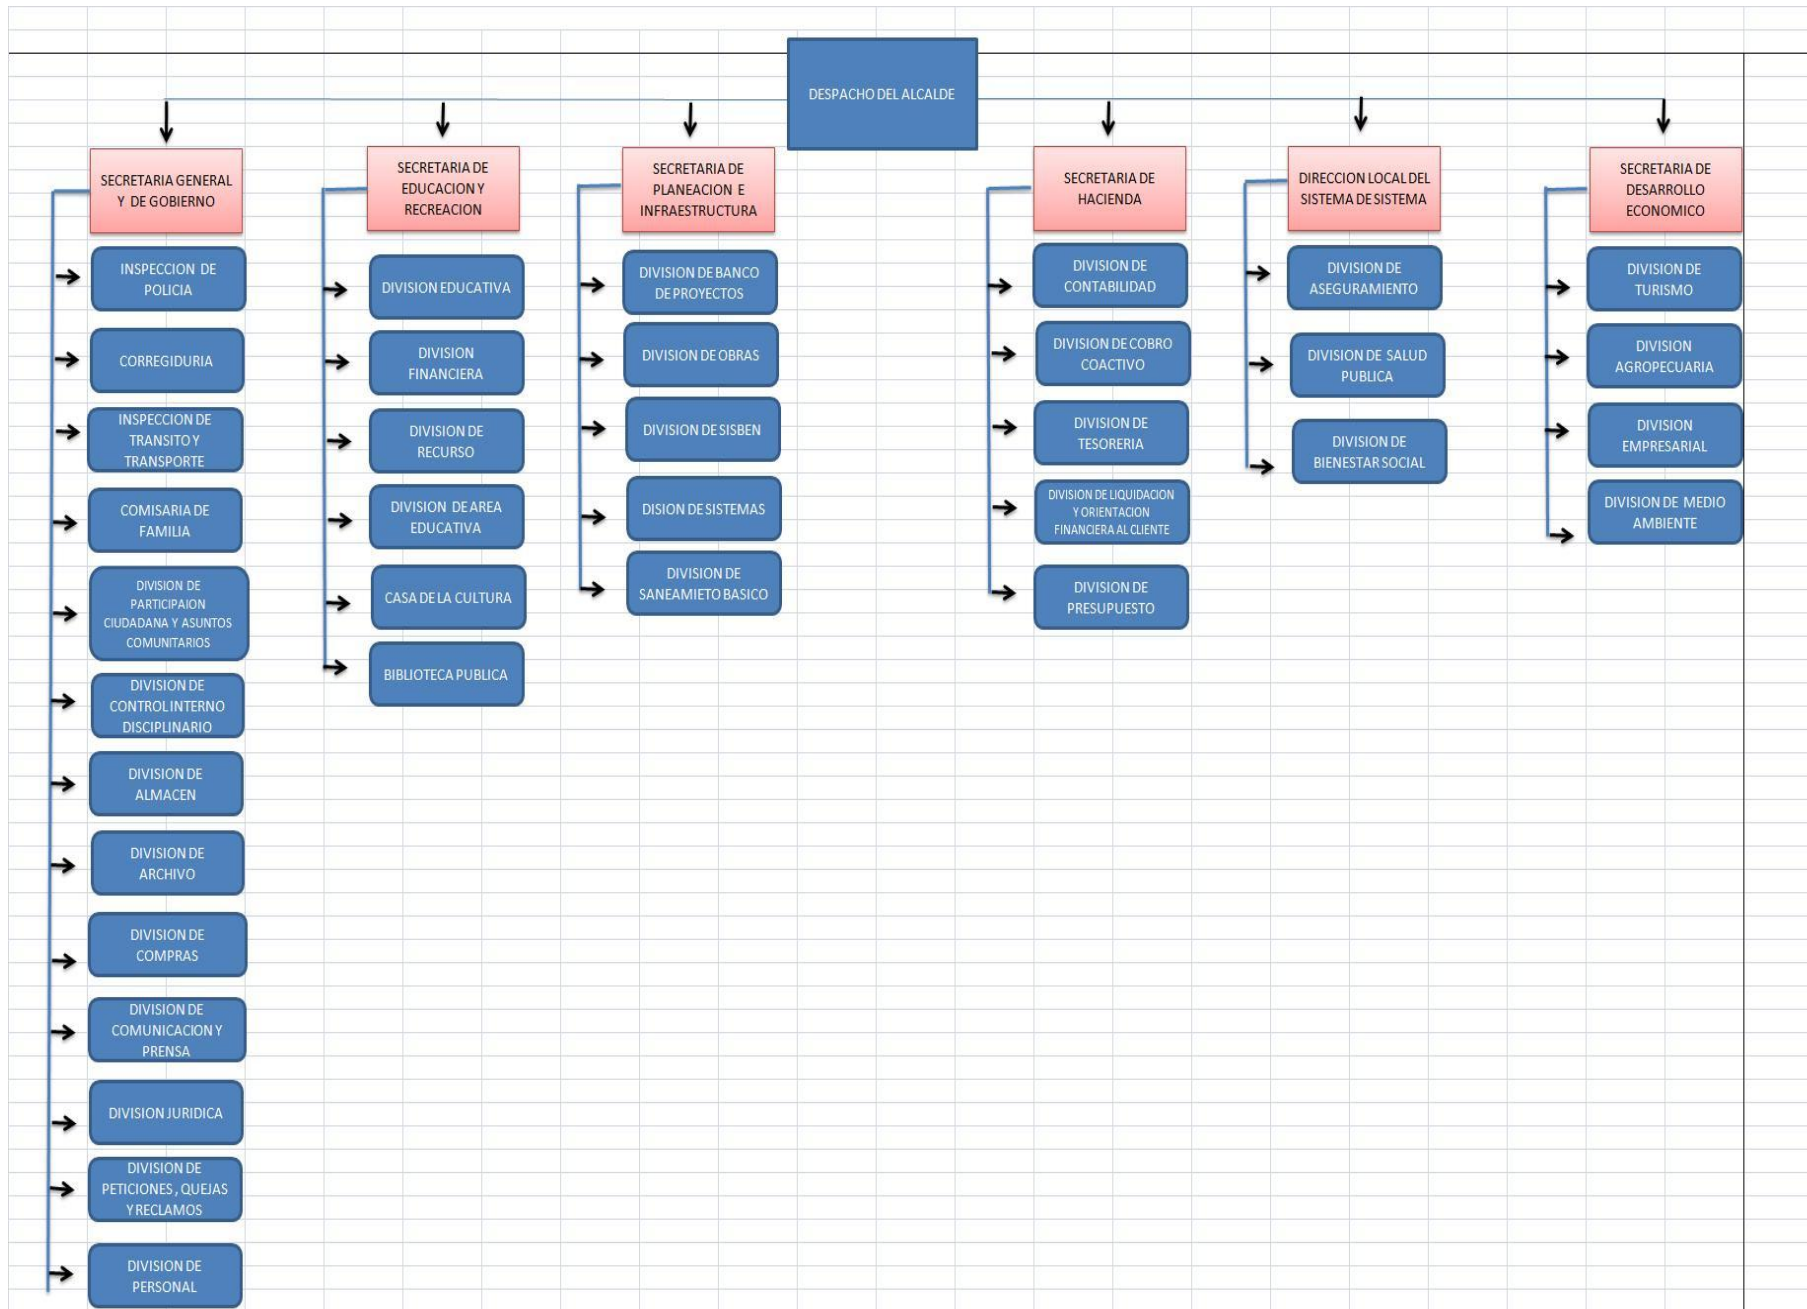 DESPACHO DEL ALCALDE
SECRETARIA GENERAL
Y DE GOBIERNO
INSPECCION DE
POLICIA
CORREGIDURIA
INSPECCION DE
TRANSITO Y
TRANSPORTE
COMISARIA DE
FAMILIA
DIVISION DE
PARTICIPAION
CIUDADANA Y ASUNTOS
COMUNITARIOS
DIVISION DE
CONTROL INTERNO
DISCIPLINARIO
DIVISION DE
ALMACEN
DIVISION DE
ARCHIVO
DIVISION DE
COMPRAS
DIVISION DE
COMUNICACION Y
PRENSA
DIVISION JURIDICA
DIVISION DE
PETICIONES , QUEJAS
Y RECLAMOS
DIVISION DE
PERSONAL
SECRETARIA DE
EDUCACION Y
RECREACION
DIVISION EDUCATIVA
DIVISION
FINANCIERA
DIVISION DE
RECURSO
DIVISION DE AREA
EDUCATIVA
CASA DE LA CULTURA
BIBLIOTECA PUBLICA
SECRETARIA DE
PLANEACION E
INFRAESTRUCTURA
DIVISION DE BANCO
DE PROYECTOS
DIVISION DE OBRAS
DIVISION DE SISBEN
DISION DE SISTEMAS
DIVISION DE
SANEAMIETO BASICO
SECRETARIA DE
HACIENDA
DIVISION DE
CONTABILIDAD
DIVISION DE COBRO
COACTIVO
DIVISION DE
TESORERIA
DIVISION DE LIQUIDACION
Y ORIENTACION
FINANCIERA AL CLIENTE
DIVISION DE
PRESUPUESTO
DIRECCION LOCAL DEL
SISTEMA DE SISTEMA
DIVISION DE
ASEGURAMIENTO
DIVISION DE SALUD
PUBLICA
DIVISION DE
BIENESTAR SOCIAL
SECRETARIA DE
DESARROLLO
ECONOMICO
DIVISION DE
TURISMO
DIVISION
AGROPECUARIA
DIVISION
EMPRESARIAL
DIVISION DE MEDIO
AMBIENTE